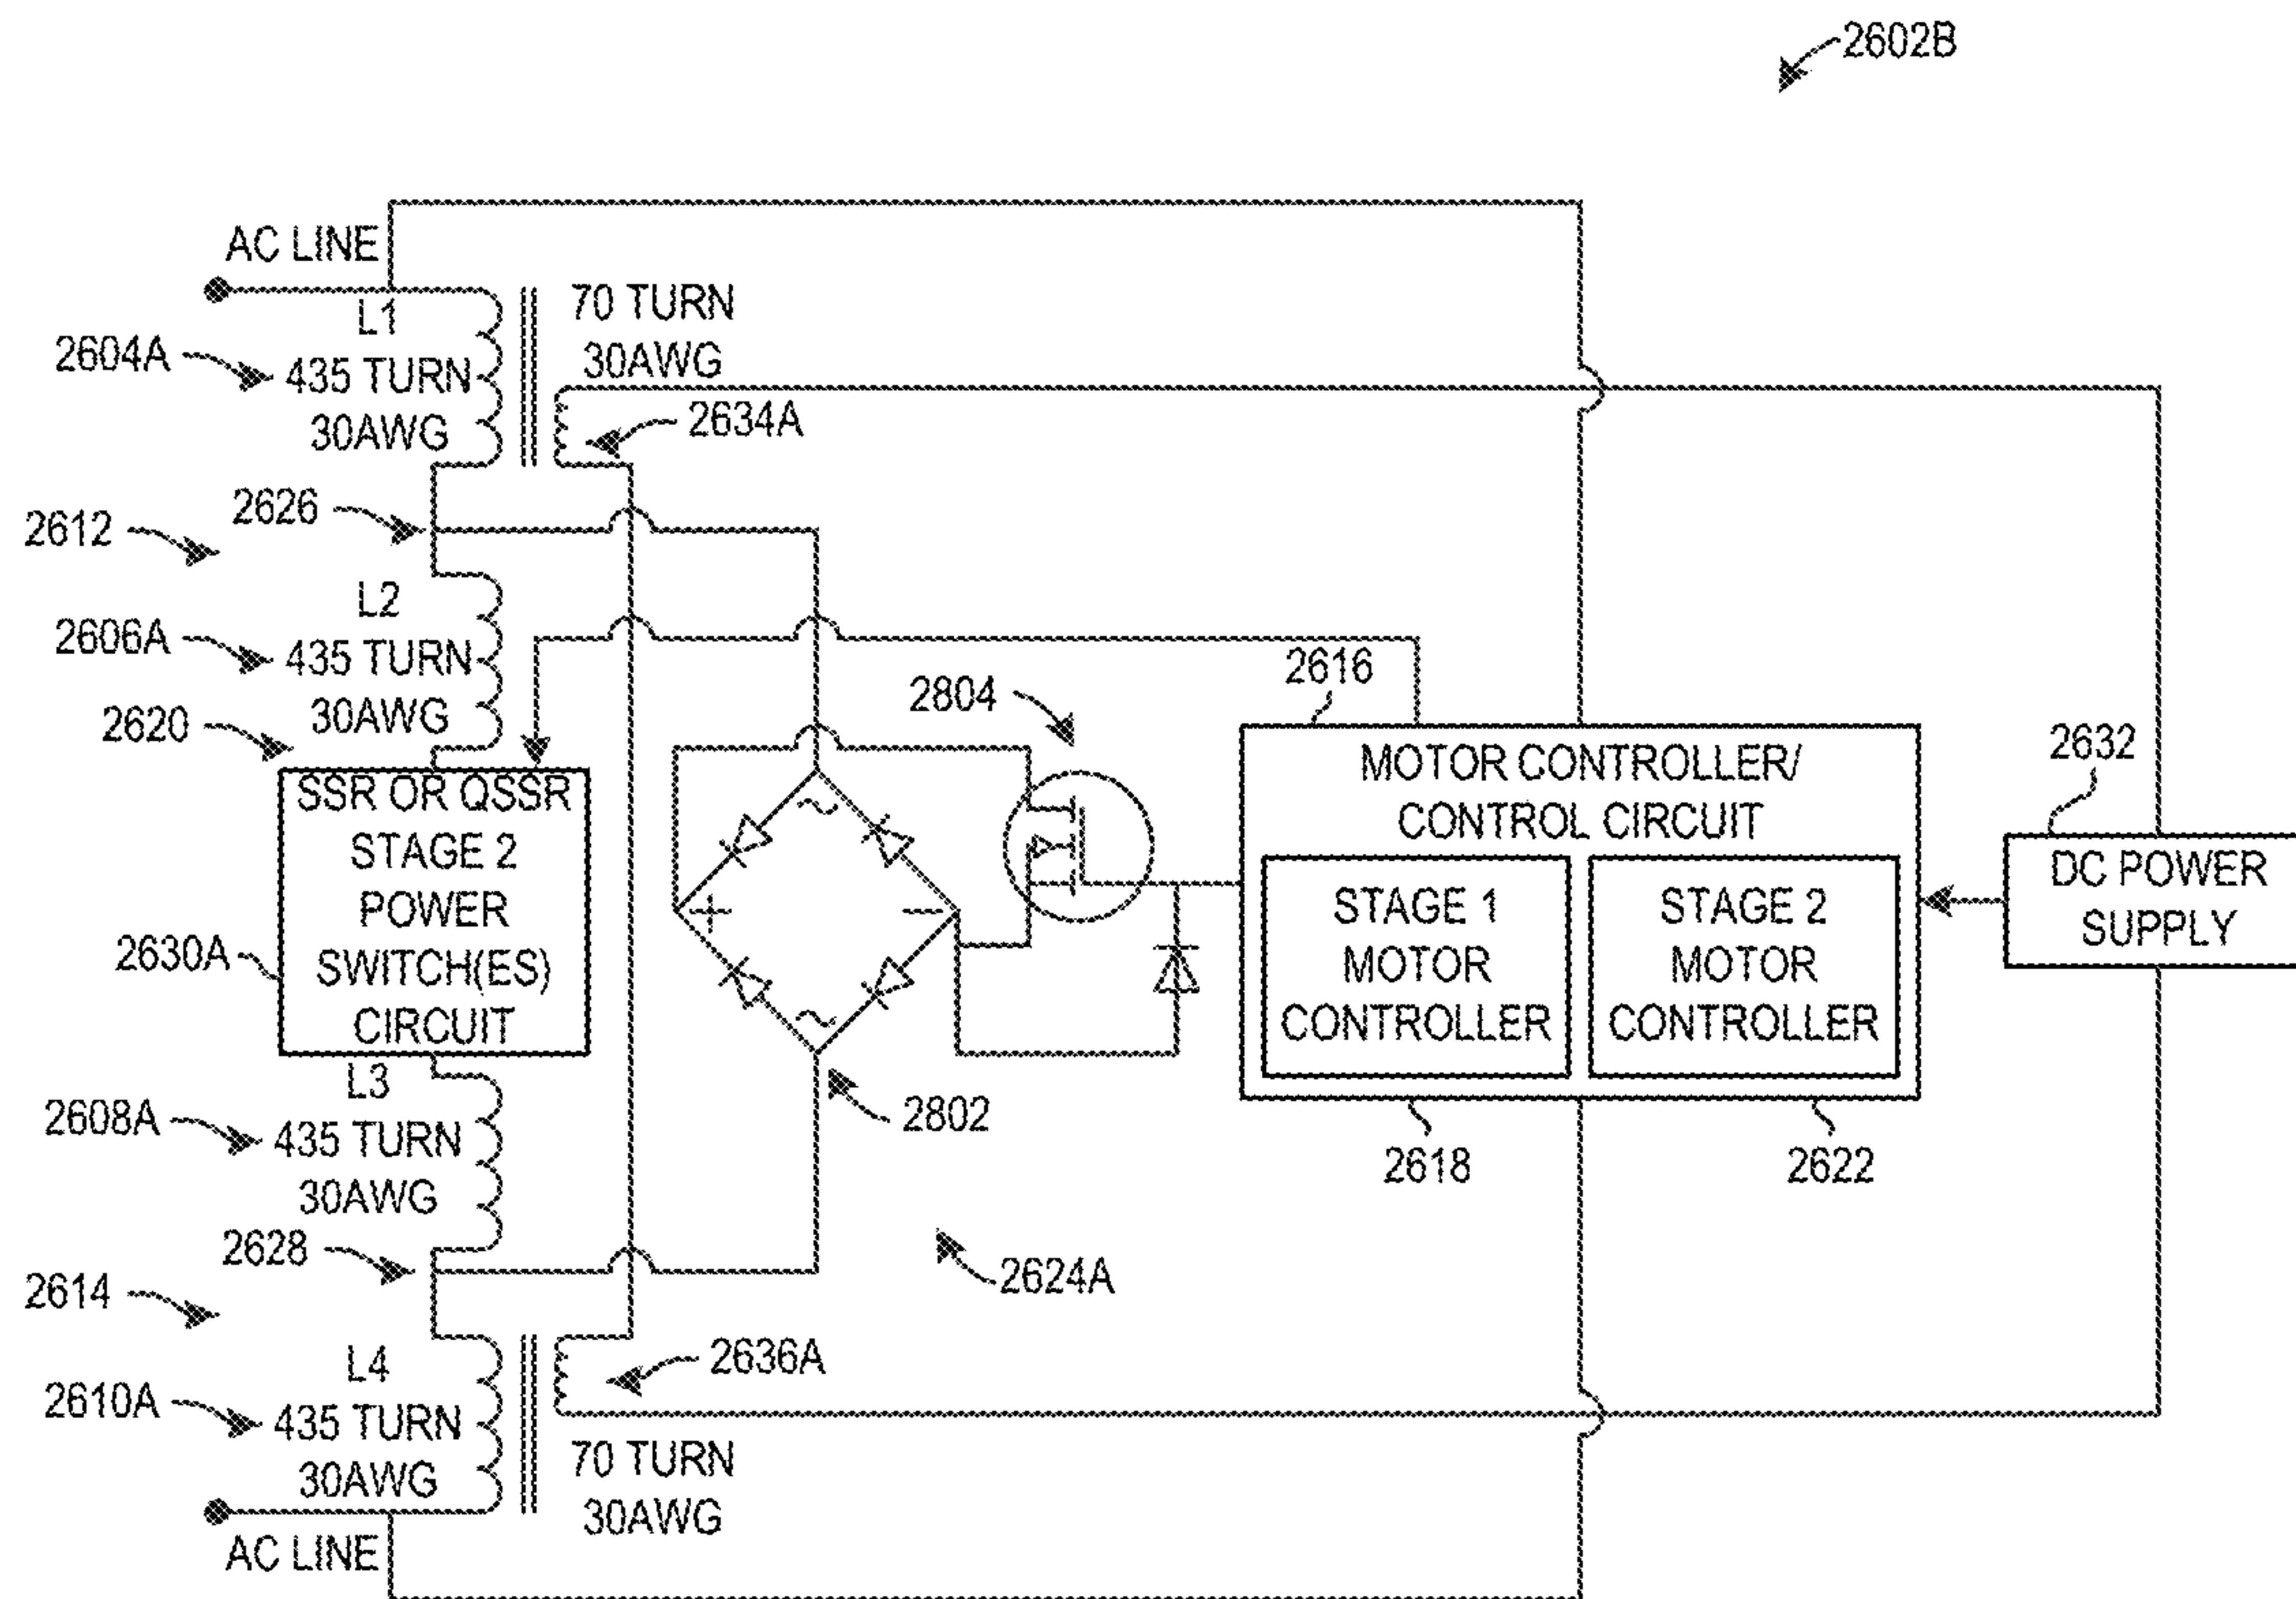 2602B
AC LINE
L1
2604A
435 TURN
30AWG
70 TURN
30AWG
2634A
2626
2612
L2
2606A
435 TURN
30AWG
2620
2616
2804
SSR OR QSSR
STAGE 2
POWER
SWITCH(ES)
CIRCUIT
2630A
MOTOR CONTROLLER/
CONTROL CIRCUIT
STAGE 1
MOTOR
CONTROLLER
STAGE 2
MOTOR
CONTROLLER
2632
DC POWER
SUPPLY
+
−
~
~
2802
2618
2622
L3
2608A
435 TURN
30AWG
2628
2624A
2614
L4
2636A
2610A
435 TURN
30AWG
70 TURN
30AWG
AC LINE